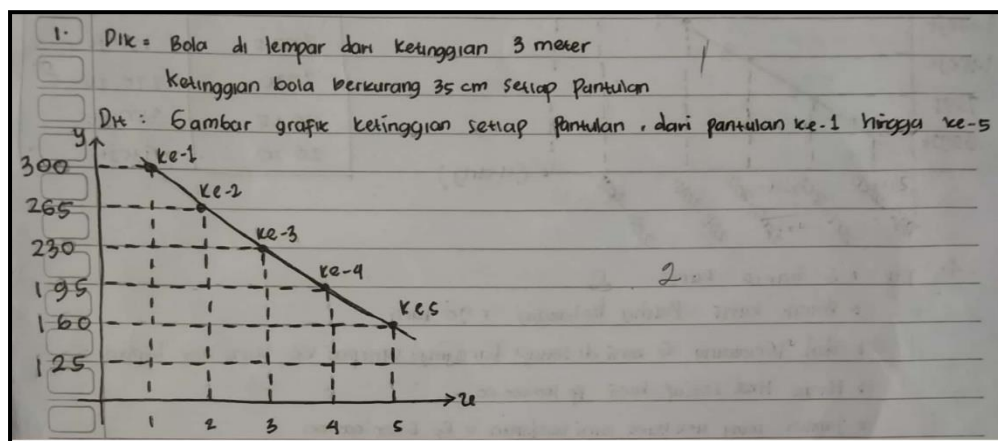 1. Dik = Bola di lempar dari ketinggian 3 meter
Ketinggian bola berkurang 35 cm setiap Pantulan
Dit : Gambar grafik ketinggian setiap pantulan, dari pantulan ke-1 hingga ke-5
y
300 ke-1
265 ke-2
230 ke-3
195 ke-4
2
160 ke5
125
x
1 2 3 4 5